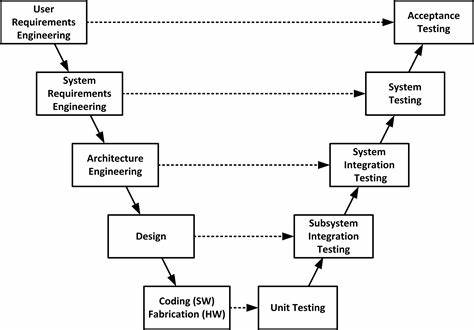 User
Requirements
Engineering
Acceptance
Testing
System
Requirements
Engineering
System
Testing
Architecture
Engineering
System
Integration
Testing
Design
Subsystem
Integration
Testing
Coding (SW)
Fabrication (HW)
Unit Testing